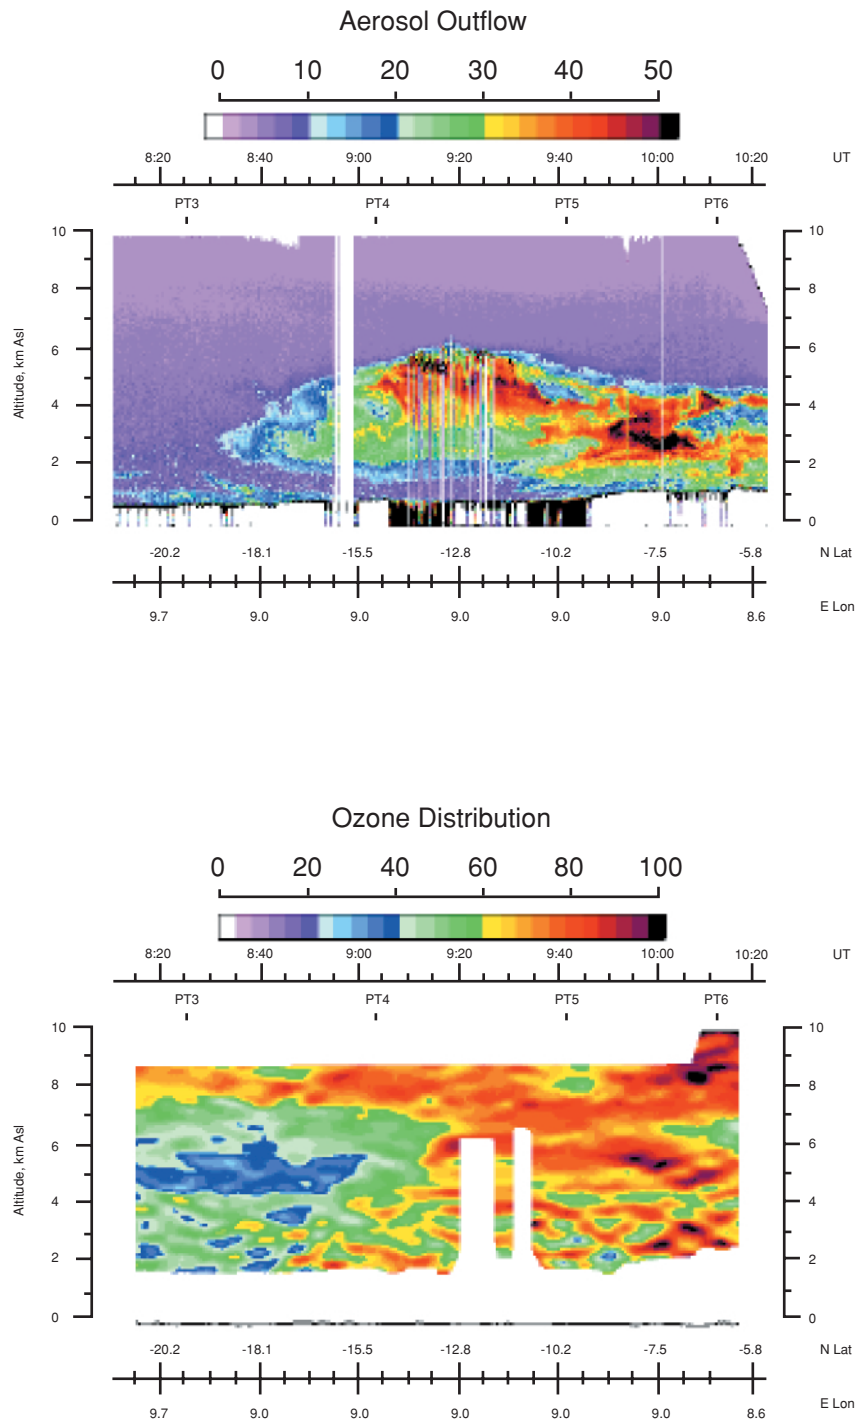 Aerosol Outflow
0 10 20 30 40 50
8:20 8:40 9:00 9:20 9:40 10:00 10:20 UT
PT3 PT4 PT5 PT6
10 10
8 8
6 6
Altitude, km Asl
4 4
2 2
0 0
-20.2 -18.1 -15.5 -12.8 -10.2 -7.5 -5.8 N Lat
9.7 9.0 9.0 9.0 9.0 9.0 8.6 E Lon
Ozone Distribution
0 20 40 60 80 100
8:20 8:40 9:00 9:20 9:40 10:00 10:20 UT
PT3 PT4 PT5 PT6
10 10
8 8
6 6
Altitude, km Asl
4 4
2 2
0 0
-20.2 -18.1 -15.5 -12.8 -10.2 -7.5 -5.8 N Lat
9.7 9.0 9.0 9.0 9.0 9.0 8.6 E Lon